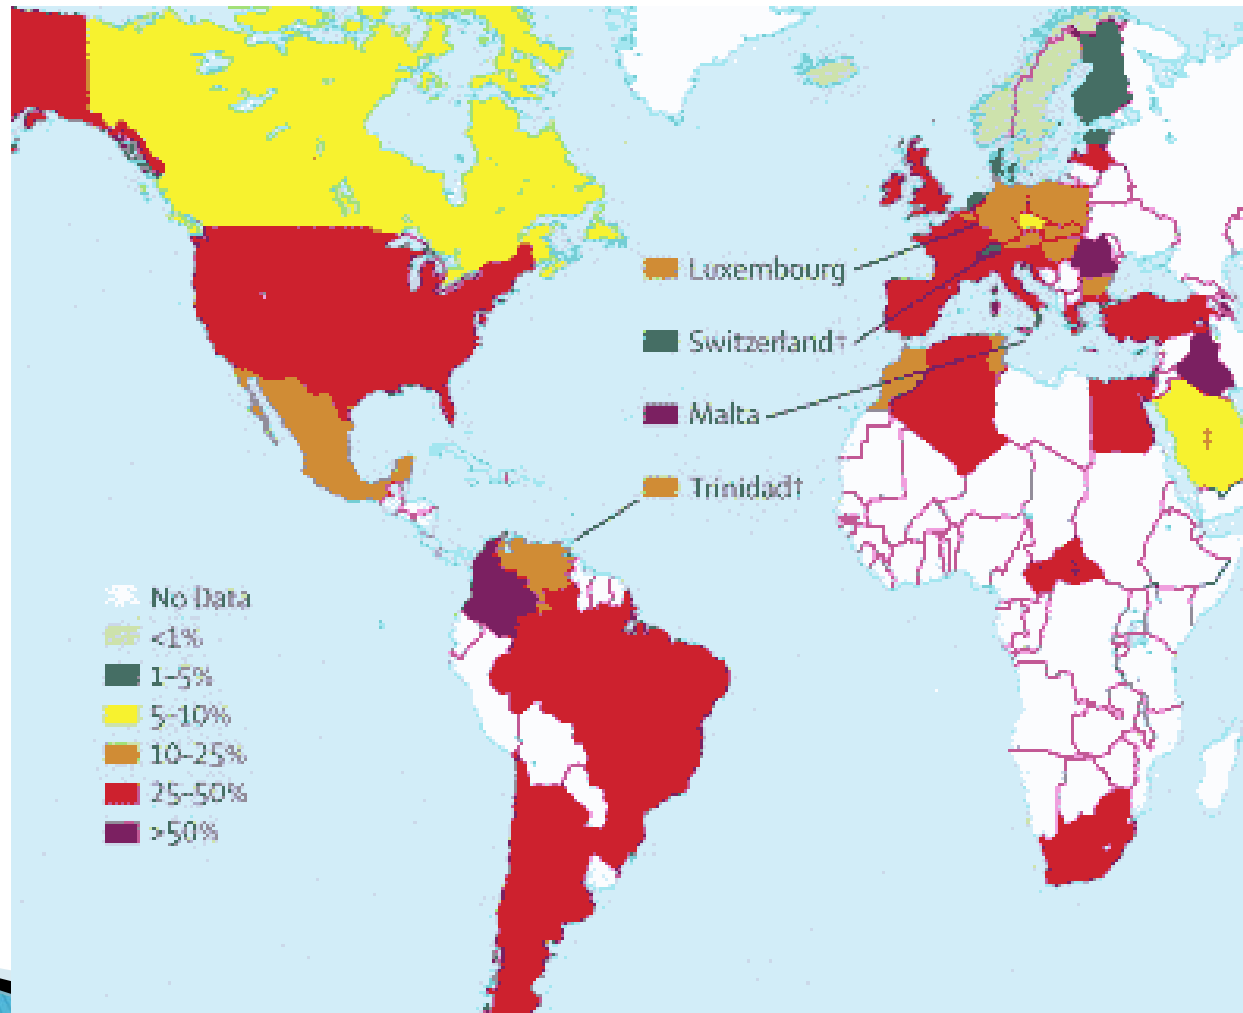 Luxembourg
Switzerland†
Malta
‡
Trinidad†
‡
No Data
<1%
1–5%
5–10%
10–25%
25–50%
>50%